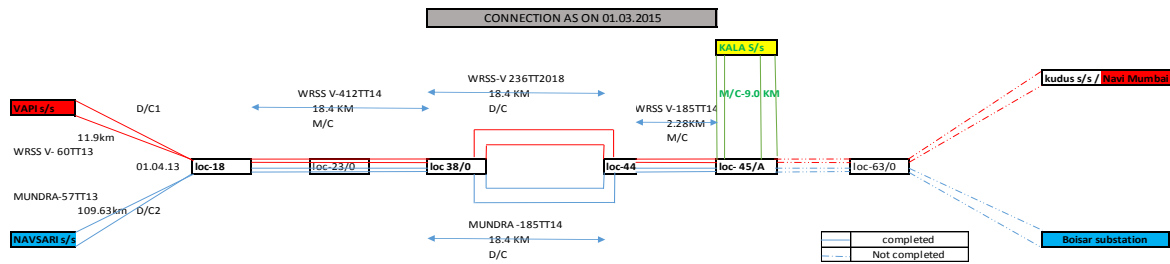 CONNECTION AS ON 01.03.2015
KALA S/s
WRSS-V 236TT2018
18.4 KM
D/C
WRSS V-412TT14
18.4 KM
M/C
WRSS V-185TT14
2.28KM
M/C
M/C-9.0 KM
kudus s/s / Navi Mumbai
VAPI s/s
D/C1
11.9km
WRSS V- 60TT13
01.04.13
loc-18
loc-23/0
loc 38/0
loc-44
loc- 45/A
loc-63/0
MUNDRA-57TT13
109.63km
D/C2
NAVSARI s/s
MUNDRA -185TT14
18.4 KM
D/C
completed
Not completed
Boisar substation